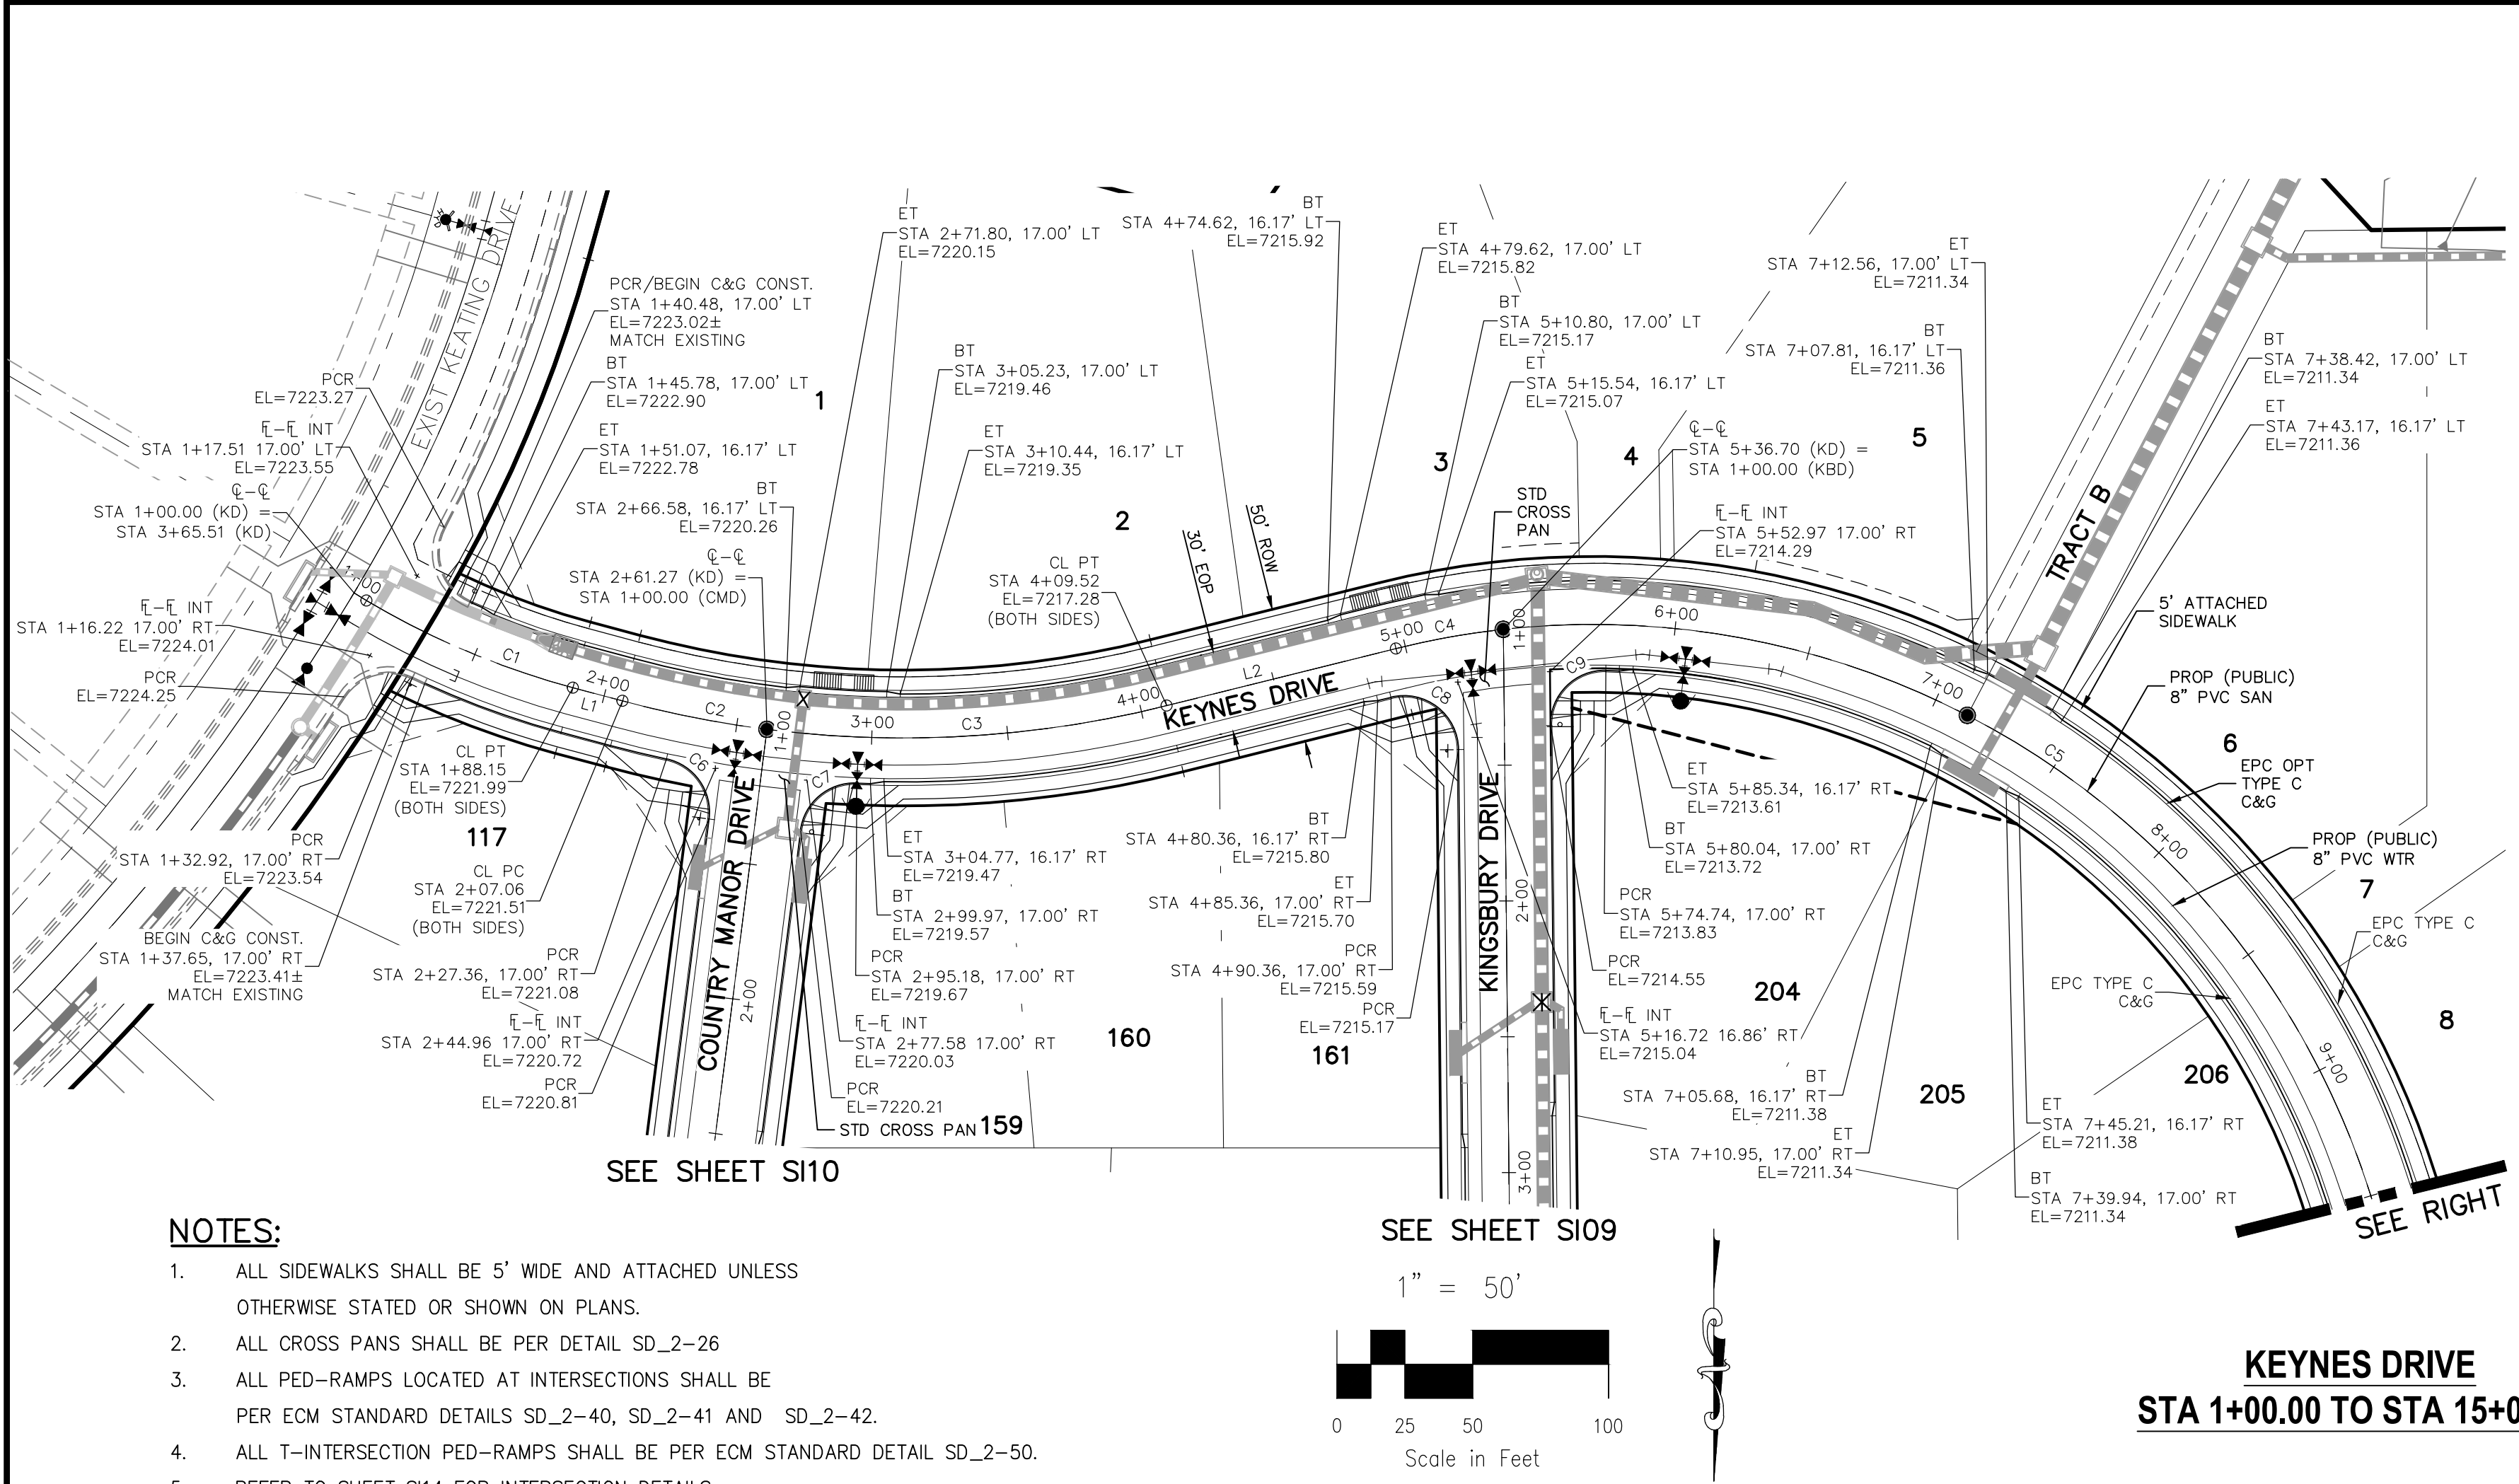 EXIST KEATING DRIVE
PCR
EL=7223.27
℄-℄ INT
STA 1+17.51 17.00' LT
EL=7223.55
℄-℄
STA 1+00.00 (KD) =
STA 3+65.51 (KD)
INT
STA 1+16.22 17.00' RT
EL=7224.01
PCR
EL=7224.25
PCR
STA 1+32.92, 17.00' RT
EL=7223.54
BEGIN C&G CONST.
STA 1+37.65, 17.00' RT
EL=7223.41±
MATCH EXISTING
PCR/BEGIN C&G CONST.
STA 1+40.48, 17.00' LT
EL=7223.02±
MATCH EXISTING
BT
STA 1+45.78, 17.00' LT
EL=7222.90
ET
STA 1+51.07, 16.17' LT
EL=7222.78
BT
STA 2+66.58, 16.17' LT
EL=7220.26
℄-℄
STA 2+61.27 (KD) =
STA 1+00.00 (CMD)
1
ET
STA 2+71.80, 17.00' LT
EL=7220.15
BT
STA 3+05.23, 17.00' LT
EL=7219.46
ET
STA 3+10.44, 16.17' LT
EL=7219.35
2
CL PT
STA 4+09.52
EL=7217.28
(BOTH SIDES)
30' EOP
50' ROW
BT
STA 4+74.62, 16.17' LT
EL=7215.92
ET
STA 4+79.62, 17.00' LT
EL=7215.82
BT
STA 5+10.80, 17.00' LT
EL=7215.17
ET
STA 5+15.54, 16.17' LT
EL=7215.07
3
4
5
STD
CROSS
PAN
℄-℄
STA 5+36.70 (KD) =
STA 1+00.00 (KBD)
INT
STA 5+52.97 17.00' RT
EL=7214.29
ET
STA 7+12.56, 17.00' LT
EL=7211.34
BT
STA 7+07.81, 16.17' LT
EL=7211.36
TRACT B
BT
STA 7+38.42, 17.00' LT
EL=7211.34
ET
STA 7+43.17, 16.17' LT
EL=7211.36
5' ATTACHED
SIDEWALK
PROP (PUBLIC)
8" PVC SAN
6
EPC OPT
TYPE C
C&G
PROP (PUBLIC)
8" PVC WTR
7
EPC TYPE C
C&G
EPC TYPE C
C&G
8
1+00
C1
2+00
L1
C2
1+00
3+00
C3
4+00
L2
KEYNES DRIVE
5+00
C4
1+00
6+00
7+00
C5
8+00
9+00
C6
C7
C8
C9
CL PT
STA 1+88.15
EL=7221.99
(BOTH SIDES)
117
CL PC
STA 2+07.06
EL=7221.51
(BOTH SIDES)
PCR
STA 2+27.36, 17.00' RT
EL=7221.08
INT
STA 2+44.96 17.00' RT
EL=7220.72
PCR
EL=7220.81
COUNTRY MANOR DRIVE
2+00
ET
STA 3+04.77, 16.17' RT
EL=7219.47
BT
STA 2+99.97, 17.00' RT
EL=7219.57
PCR
STA 2+95.18, 17.00' RT
EL=7219.67
INT
STA 2+77.58 17.00' RT
EL=7220.03
PCR
EL=7220.21
STD CROSS PAN
159
160
161
BT
STA 4+80.36, 16.17' RT
EL=7215.80
ET
STA 4+85.36, 17.00' RT
EL=7215.70
PCR
STA 4+90.36, 17.00' RT
EL=7215.59
PCR
EL=7215.17
KINGSBURY DRIVE
2+00
3+00
ET
STA 5+85.34, 16.17' RT
EL=7213.61
BT
STA 5+80.04, 17.00' RT
EL=7213.72
PCR
STA 5+74.74, 17.00' RT
EL=7213.83
PCR
EL=7214.55
204
INT
STA 5+16.72 16.86' RT
EL=7215.04
BT
STA 7+05.68, 16.17' RT
EL=7211.38
ET
STA 7+10.95, 17.00' RT
EL=7211.34
205
206
ET
STA 7+45.21, 16.17' RT
EL=7211.38
BT
STA 7+39.94, 17.00' RT
EL=7211.34
SEE RIGHT
SEE SHEET SI10
SEE SHEET SI09
NOTES:
1. ALL SIDEWALKS SHALL BE 5' WIDE AND ATTACHED UNLESS
OTHERWISE STATED OR SHOWN ON PLANS.
2. ALL CROSS PANS SHALL BE PER DETAIL SD_2-26
3. ALL PED-RAMPS LOCATED AT INTERSECTIONS SHALL BE
PER ECM STANDARD DETAILS SD_2-40, SD_2-41 AND SD_2-42.
4. ALL T-INTERSECTION PED-RAMPS SHALL BE PER ECM STANDARD DETAIL SD_2-50.
5. REFER TO SHEET SI14 FOR INTERSECTION DETAILS
1" = 50'
0 25 50 100
Scale in Feet
KEYNES DRIVE
STA 1+00.00 TO STA 15+0